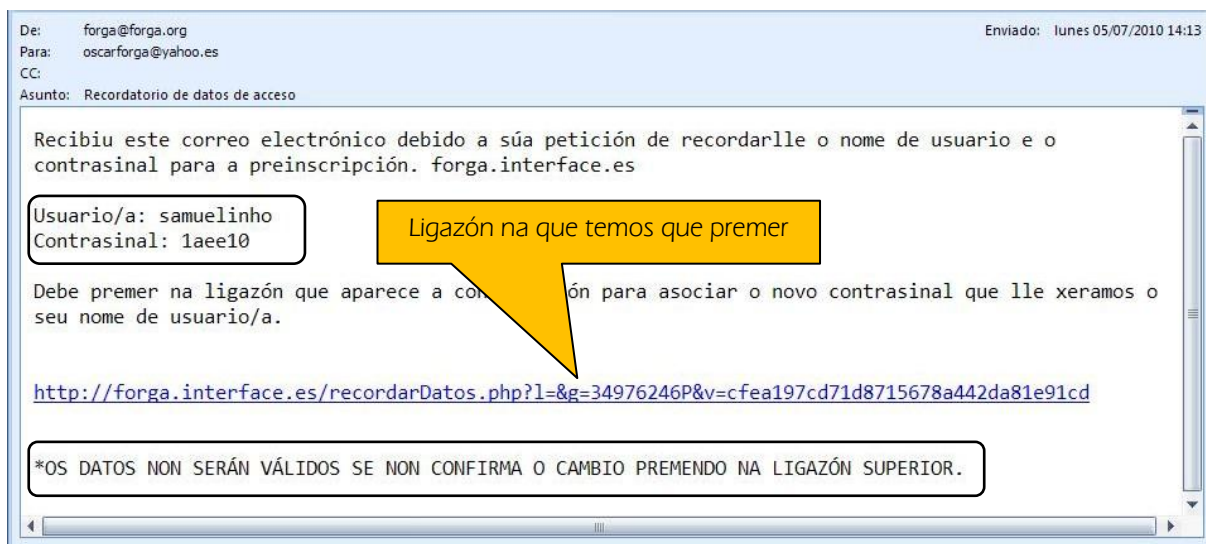 De: forga@forga.org Enviado: lunes 05/07/2010 14:13
Para: oscarforga@yahoo.es
CC:
Asunto: Recordatorio de datos de acceso
Recibiu este correo electrónico debido a súa petición de recordarlle o nome de usuario e o
contrasinal para a preinscripción. forga.interface.es
Usuario/a: samuelinho
Contrasinal: 1aee10
Ligazón na que temos que premer
Debe premer na ligazón que aparece a ón para asociar o novo contrasinal que lle xeramos o
seu nome de usuario/a.
http://forga.interface.es/recordarDatos.php?l=&g=34976246P&v=cfea197cd71d8715678a442da81e91cd
*OS DATOS NON SERÁN VÁLIDOS SE NON CONFIRMA O CAMBIO PREMENDO NA LIGAZÓN SUPERIOR.